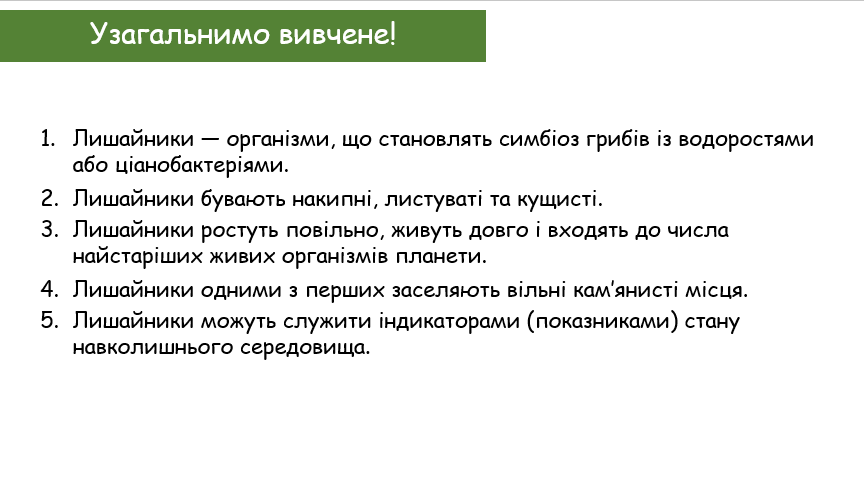 Узагальнимо вивчене!
1. Лишайники — організми, що становлять симбіоз грибів із водоростями
або ціанобактеріями.
2. Лишайники бувають накипні, листуваті та кущисті.
3. Лишайники ростуть повільно, живуть довго і входять до числа
найстаріших живих організмів планети.
4. Лишайники одними з перших заселяють вільні кам’янисті місця.
5. Лишайники можуть служити індикаторами (показниками) стану
навколишнього середовища.